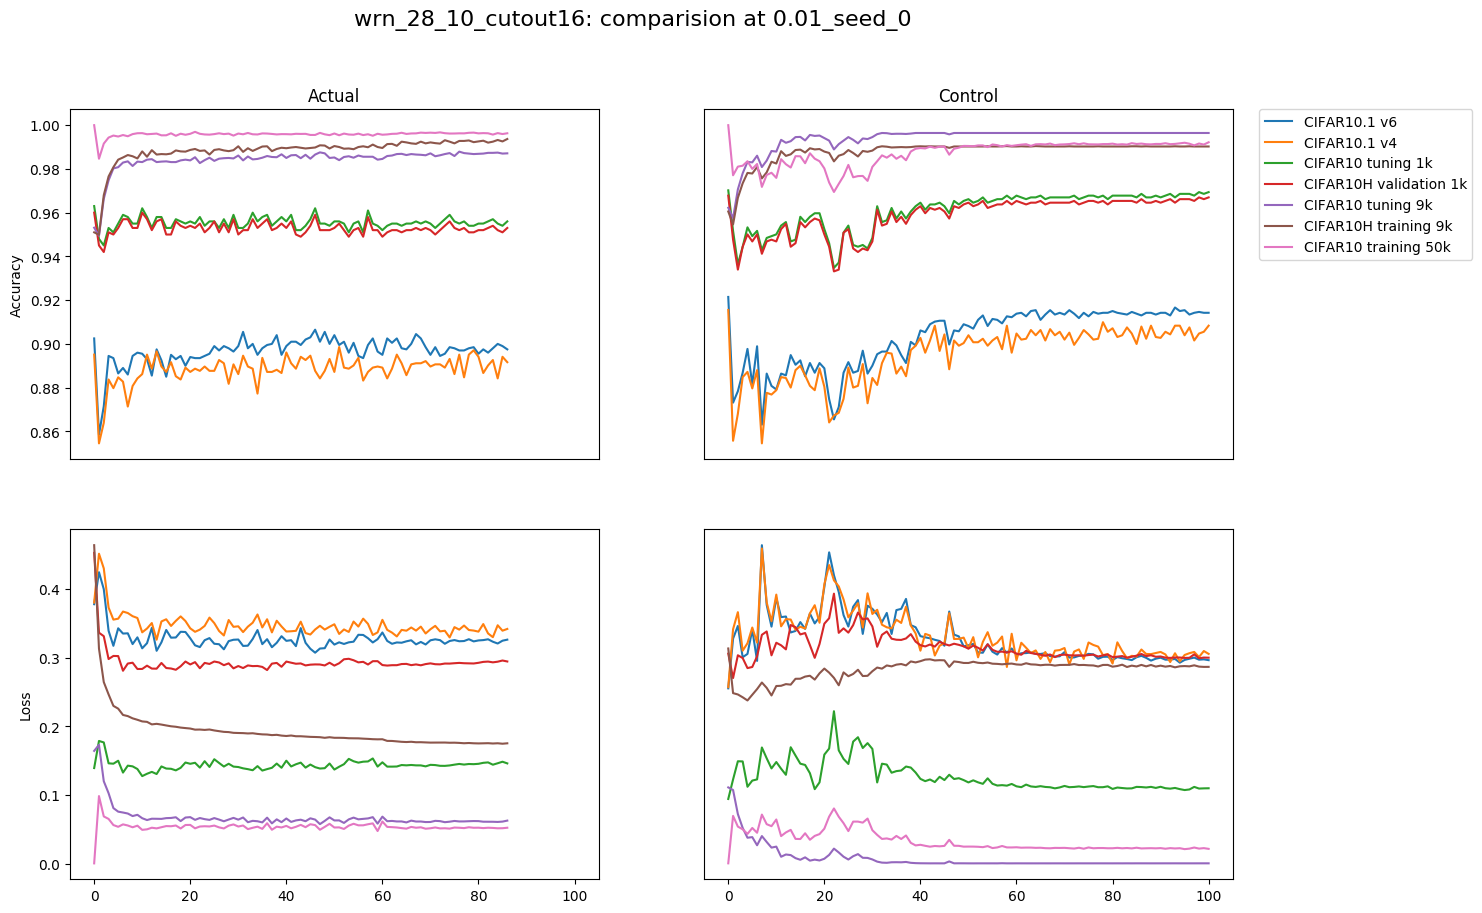 wrn_28_10_cutout16: comparision at 0.01_seed_0
Actual
Control
CIFAR10.1 v6
CIFAR10.1 v4
CIFAR10 tuning 1k
CIFAR10H validation 1k
CIFAR10 tuning 9k
CIFAR10H training 9k
CIFAR10 training 50k
Accuracy
1.00
0.98
0.96
0.94
0.92
0.90
0.88
0.86
Loss
0.4
0.3
0.2
0.1
0.0
0 20 40 60 80 100
0 20 40 60 80 100